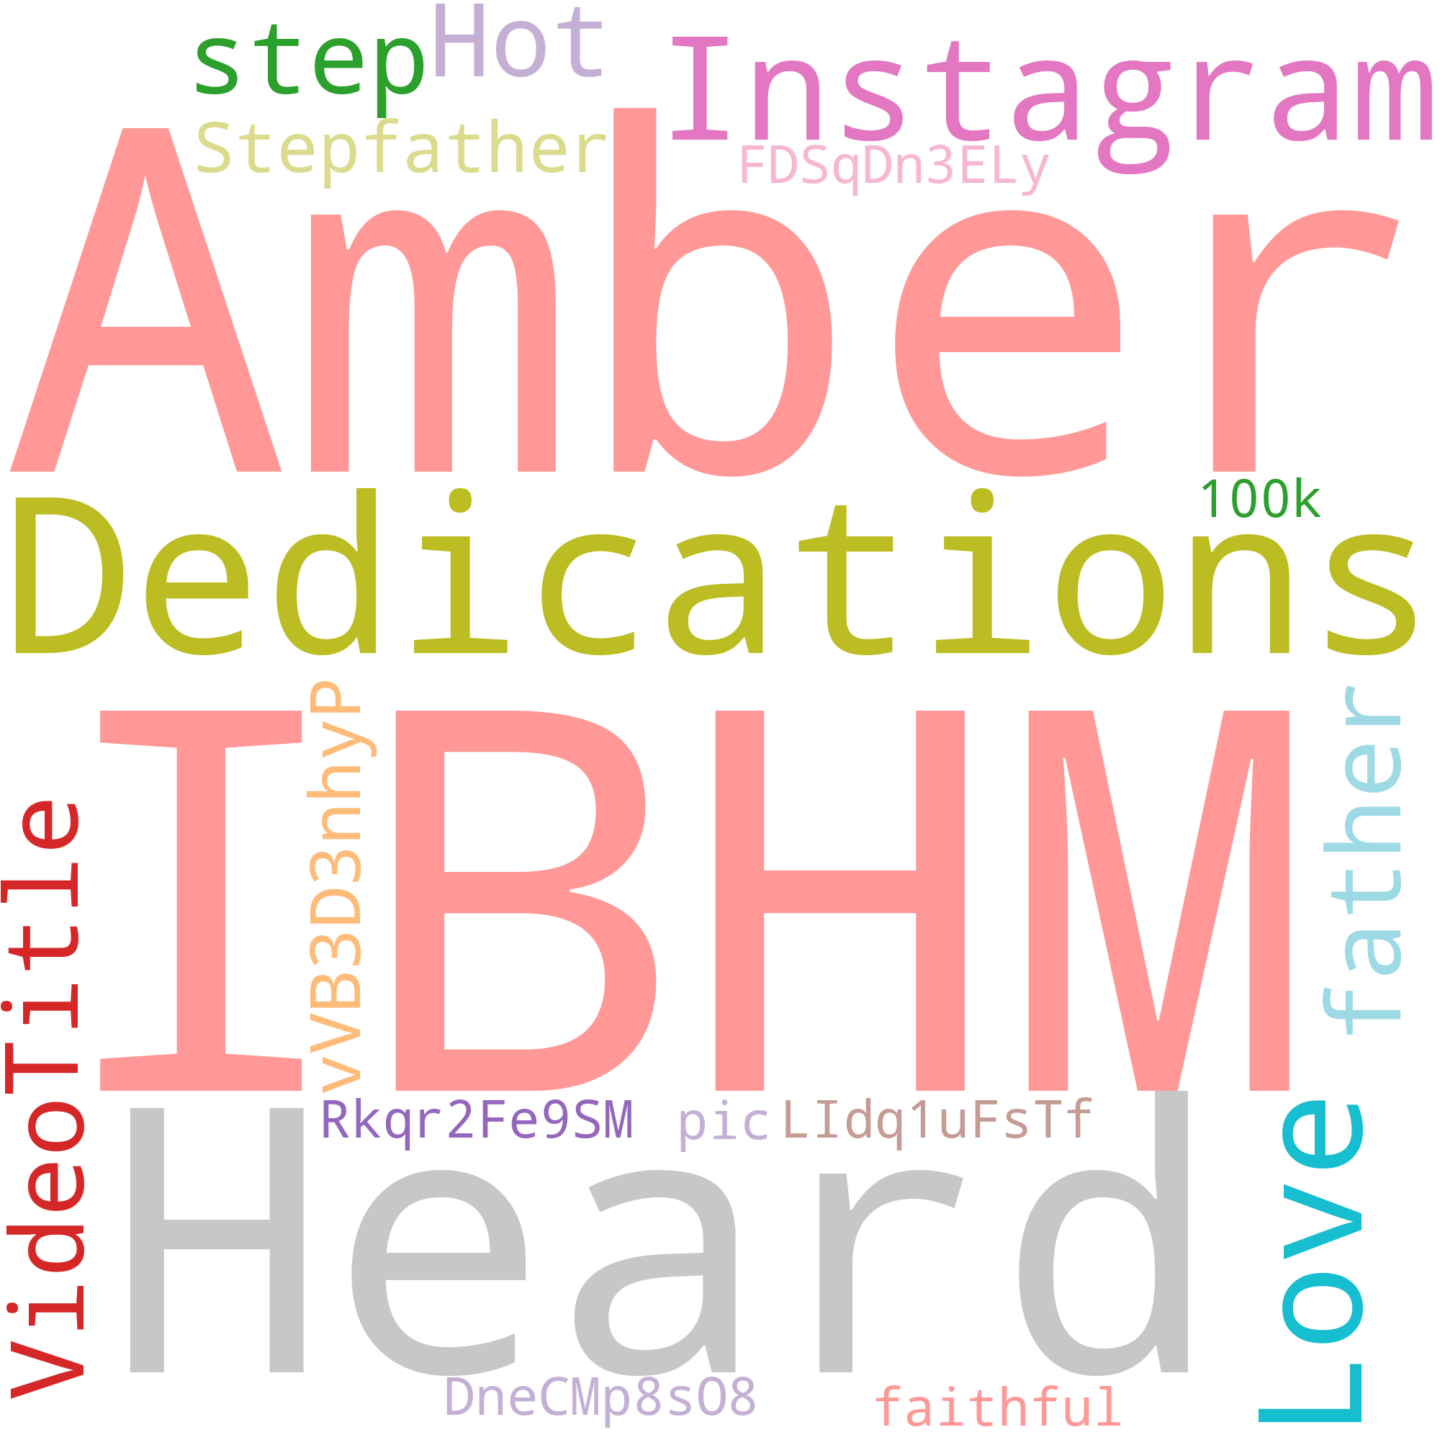 step
Hot
Instagram
Stepfather
FDSqDn3ELy
Amber
100k
Dedications
IBHM
vVB3D3nhyP
father
VideoTitle
Rkqr2Fe9SM
pic
LIdq1uFsTf
Heard
Love
DneCMp8sO8
faithful